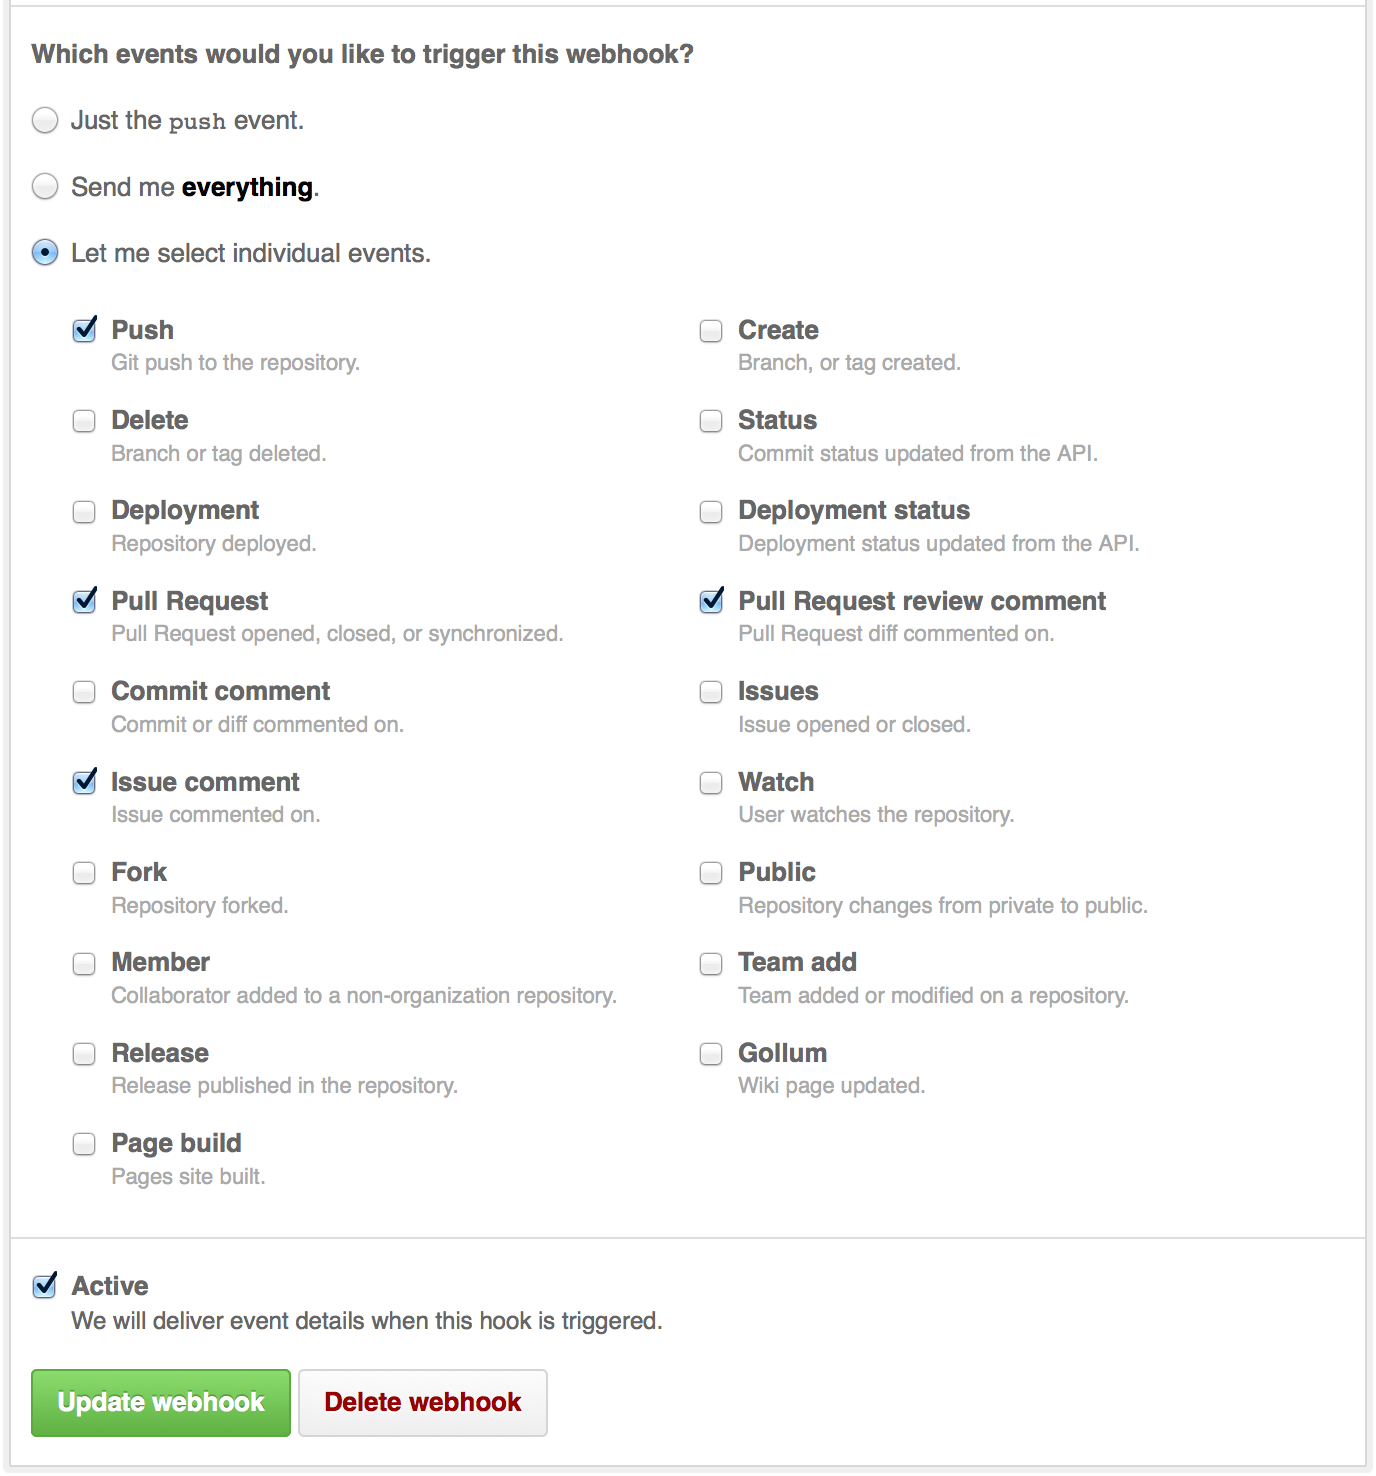 Which events would you like to trigger this webhook?
Just the push event.
Send me everything.
Let me select individual events.
Push
Git push to the repository.
Create
Branch, or tag created.
Delete
Branch or tag deleted.
Status
Commit status updated from the API.
Deployment
Repository deployed.
Deployment status
Deployment status updated from the API.
Pull Request
Pull Request opened, closed, or synchronized.
Pull Request review comment
Pull Request diff commented on.
Commit comment
Commit or diff commented on.
Issues
Issue opened or closed.
Issue comment
Issue commented on.
Watch
User watches the repository.
Fork
Repository forked.
Public
Repository changes from private to public.
Member
Collaborator added to a non-organization repository.
Team add
Team added or modified on a repository.
Release
Release published in the repository.
Gollum
Wiki page updated.
Page build
Pages site built.
Active
We will deliver event details when this hook is triggered.
Update webhook
Delete webhook